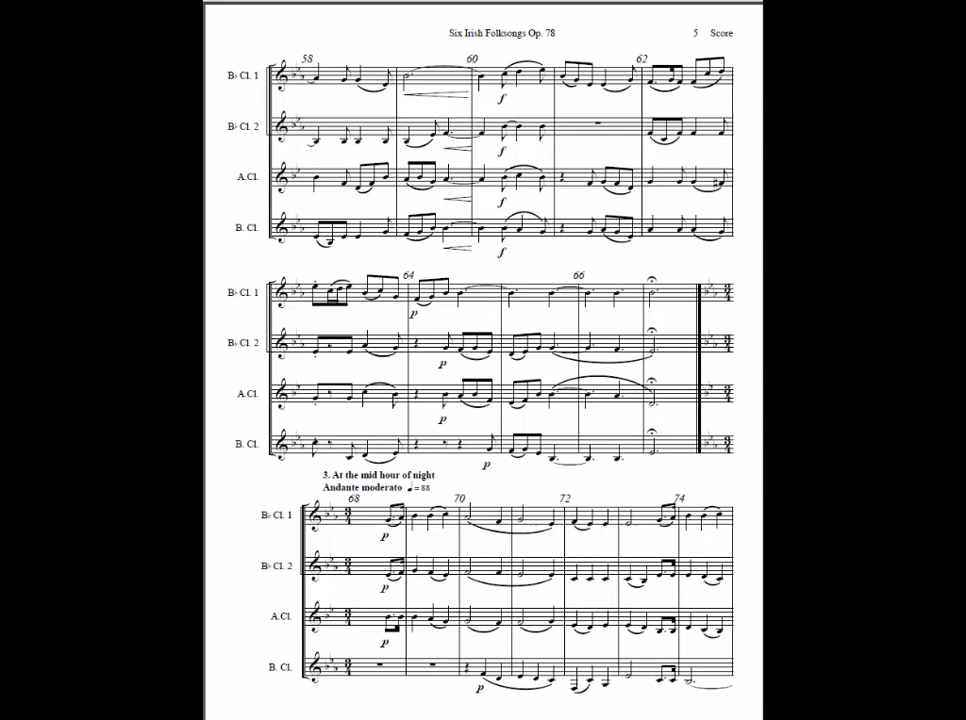 Six Irish Folksongs Op. 78
5 Score
58 60 62
B♭ Cl. 1
f
B♭ Cl. 2
f
A.Cl.
f
B. Cl.
f
64 66
B♭ Cl. 1
p
B♭ Cl. 2
p
A.Cl.
p
B. Cl.
p
3. At the mid hour of night
Andante moderato ♩= 88
68 70 72 74
B♭ Cl. 1
p
B♭ Cl. 2
p
A.Cl.
p
B. Cl.
p